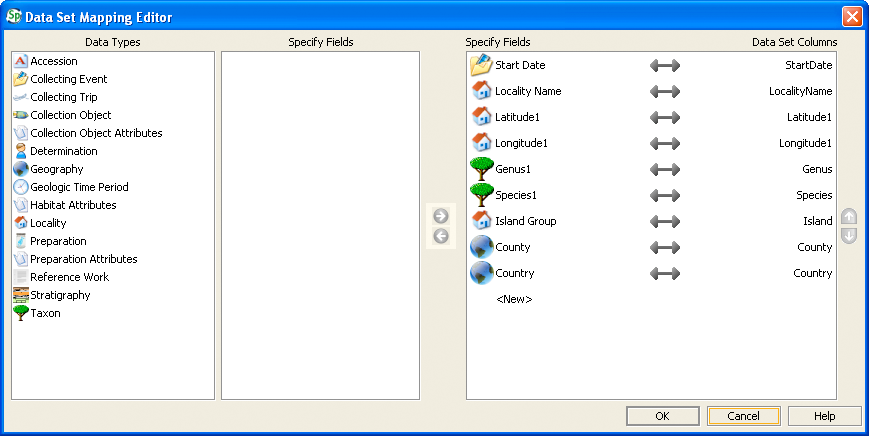 Data Set Mapping Editor
Data Types
Specify Fields
Accession
Collecting Event
Collecting Trip
Collection Object
Collection Object Attributes
Determination
Geography
Geologic Time Period
Habitat Attributes
Locality
Preparation
Preparation Attributes
Reference Work
Stratigraphy
Taxon
Specify Fields Data Set Columns
Start Date StartDate
Locality Name LocalityName
Latitude1 Latitude1
Longitude1 Longitude1
Genus1 Genus
Species1 Species
Island Group Island
County County
Country Country
<New>
OK Cancel Help